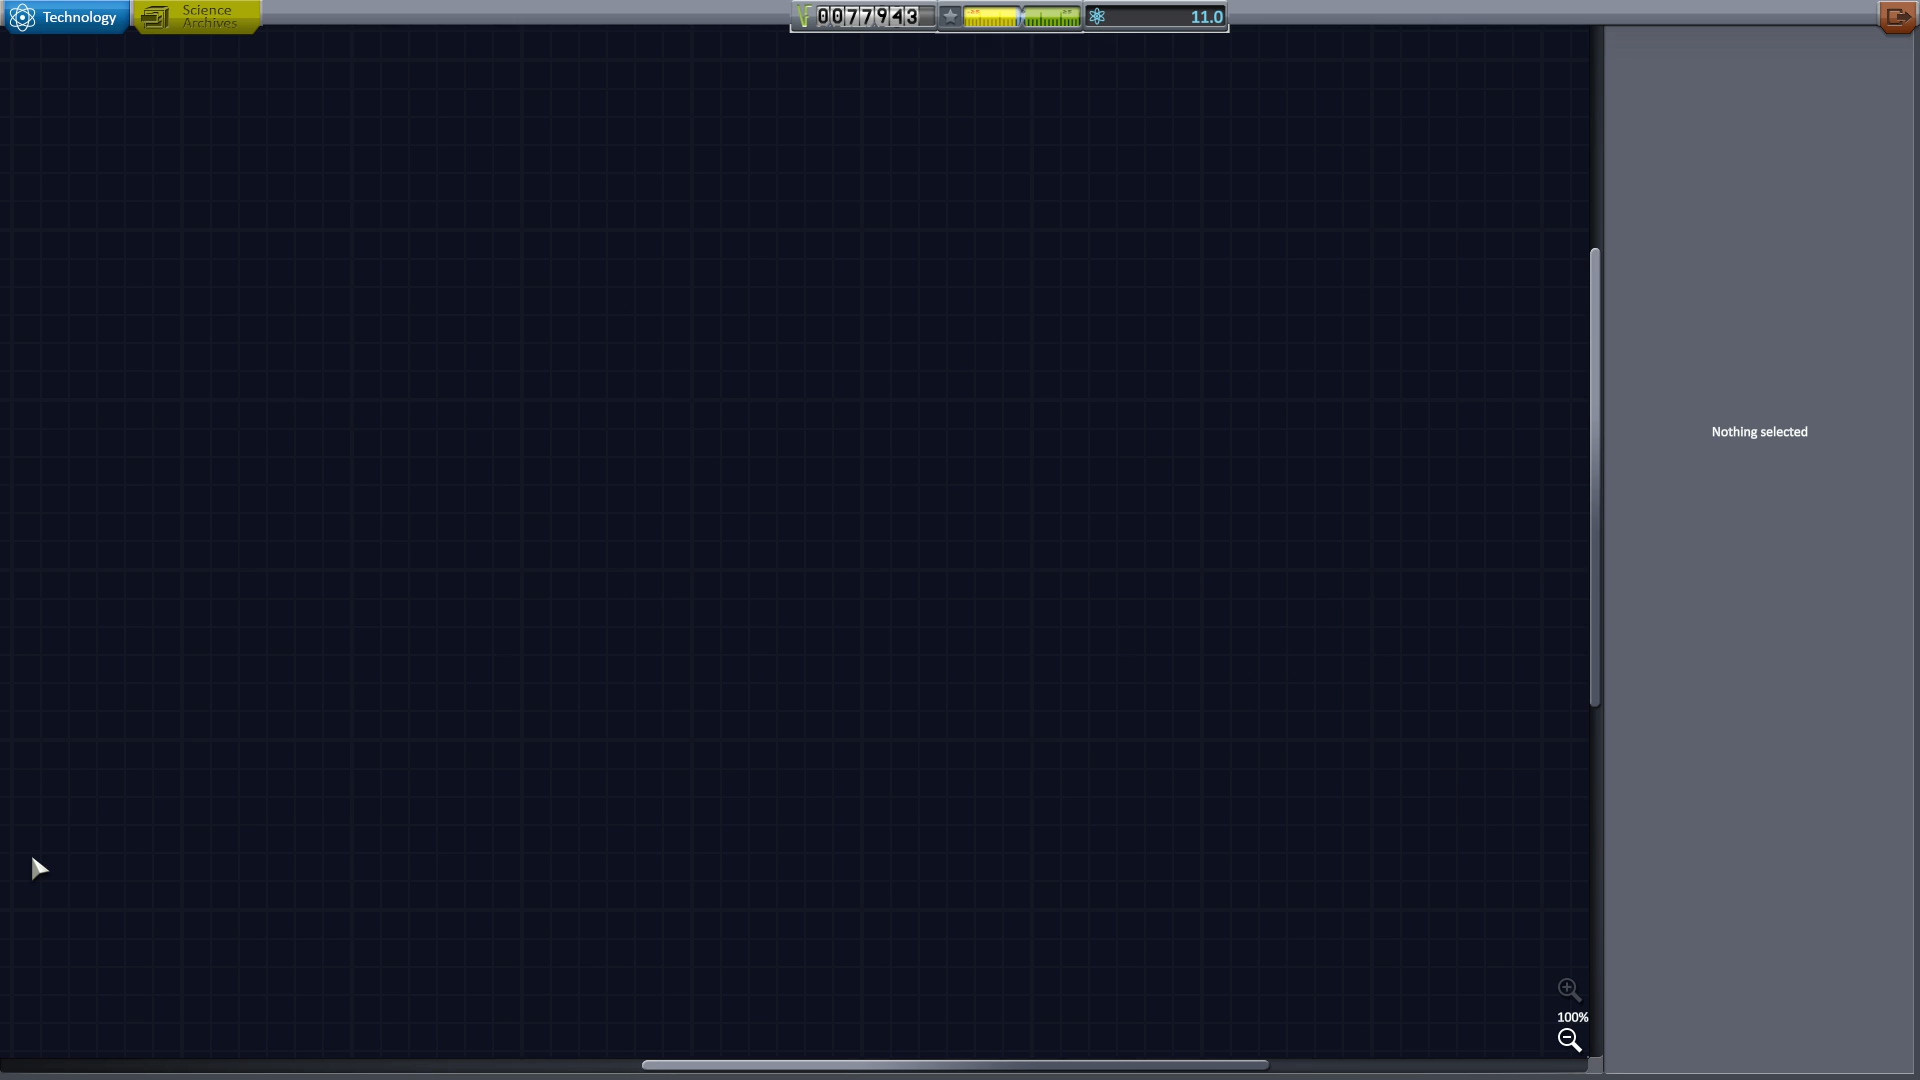 Technology
Science
Archives
0077943
11.0
Nothing selected
100%